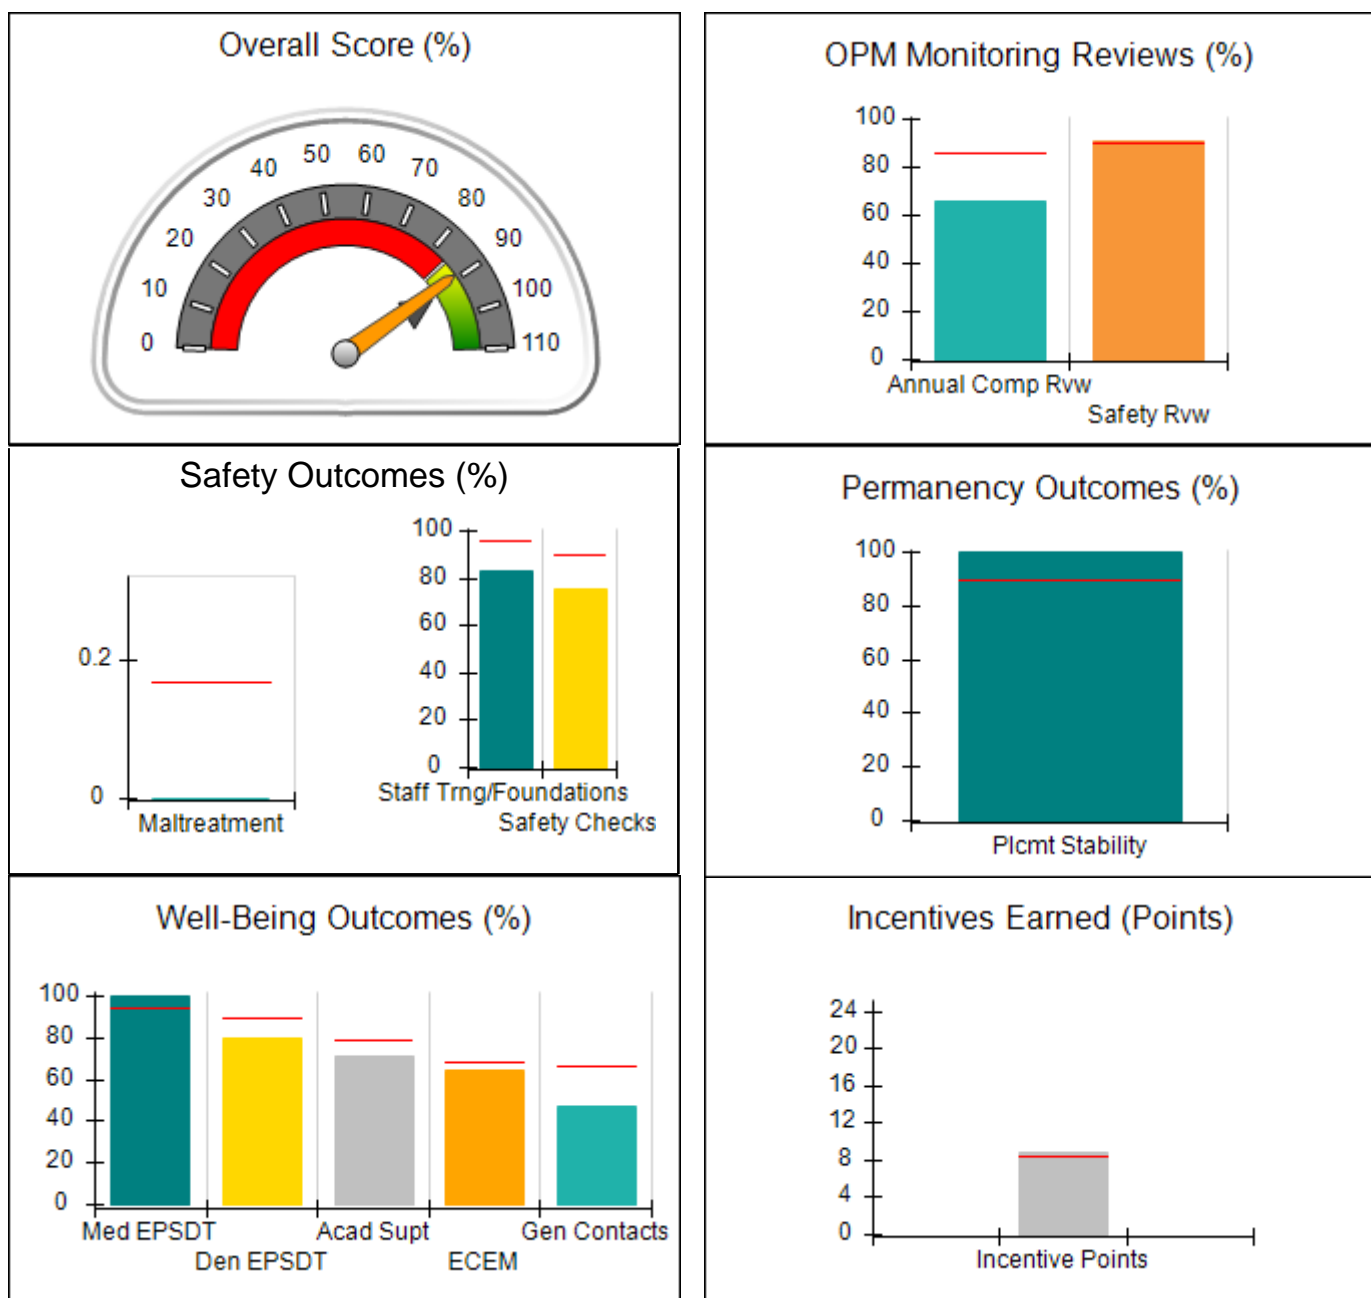 Overall Score (%)
0
10
20
30
40
50
60
70
80
90
100
110
OPM Monitoring Reviews (%)
100
80
60
40
20
0
Annual Comp Rvw
Safety Rvw
Safety Outcomes (%)
0.2
0
Maltreatment
100
80
60
40
20
0
Staff Trng/Foundations
Safety Checks
Permanency Outcomes (%)
100
80
60
40
20
0
Plcmt Stability
Well-Being Outcomes (%)
100
80
60
40
20
0
Med EPSDT
Den EPSDT
Acad Supt
ECEM
Gen Contacts
Incentives Earned (Points)
24
20
16
12
8
4
0
Incentive Points